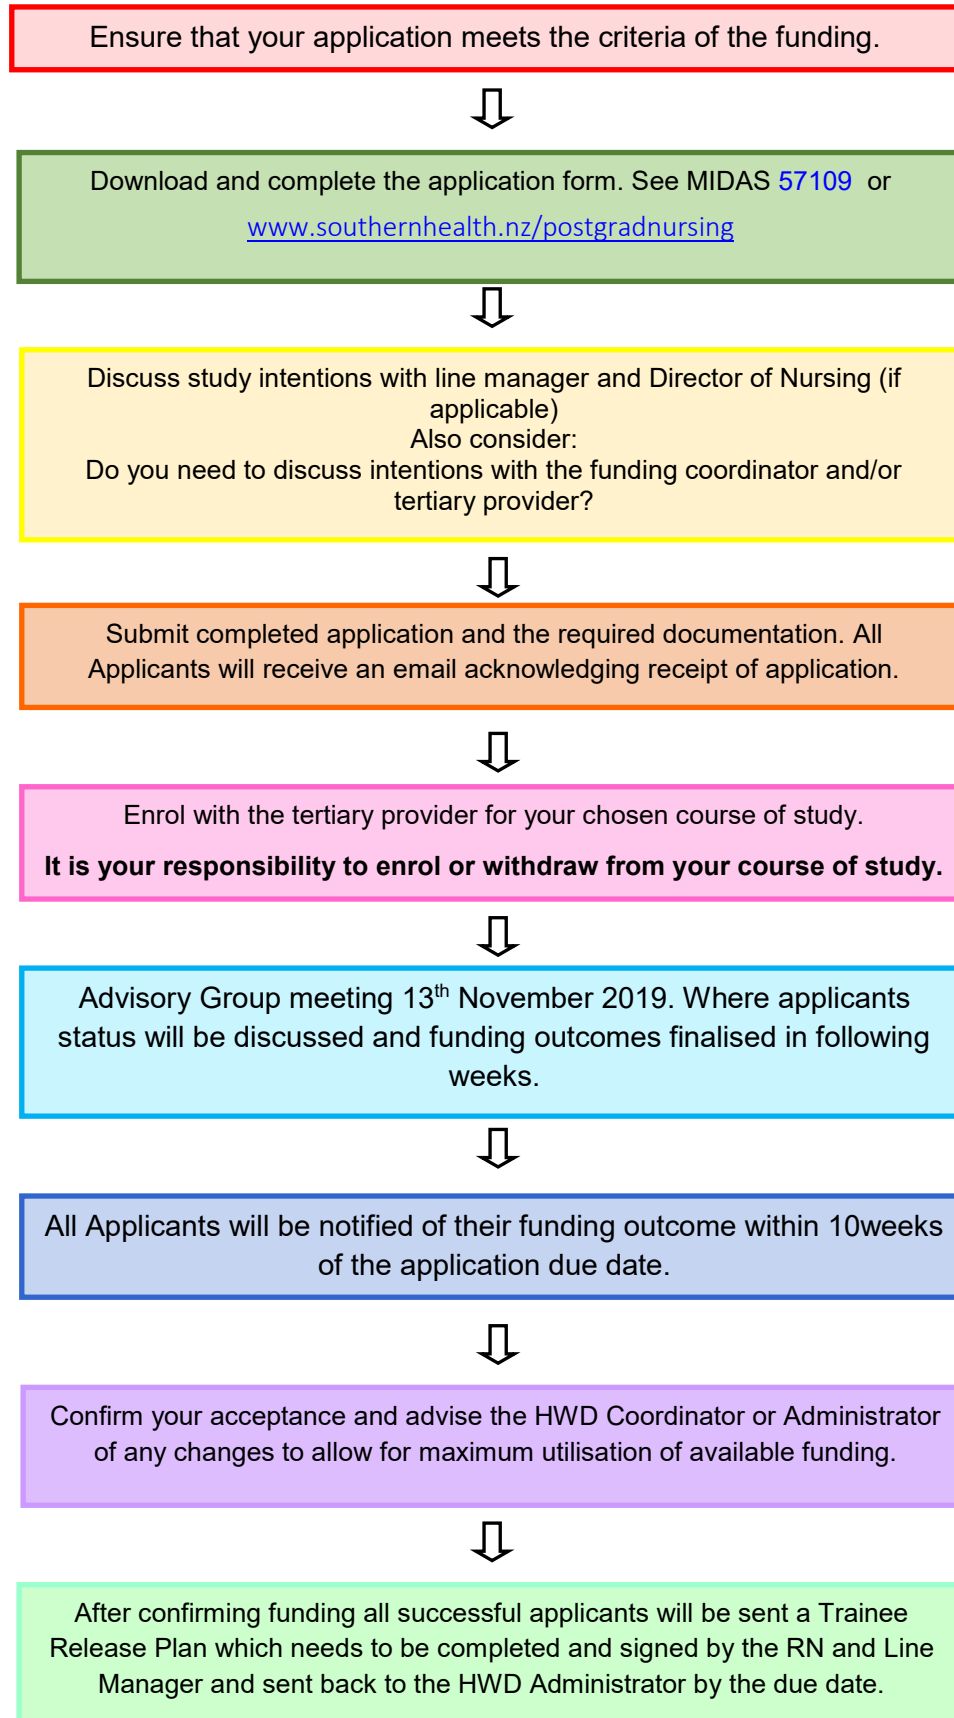 Ensure that your application meets the criteria of the funding.
Download and complete the application form. See MIDAS 57109 or
www.southernhealth.nz/postgradnursing
Discuss study intentions with line manager and Director of Nursing (if
applicable)
Also consider:
Do you need to discuss intentions with the funding coordinator and/or
tertiary provider?
Submit completed application and the required documentation. All
Applicants will receive an email acknowledging receipt of application.
Enrol with the tertiary provider for your chosen course of study.
It is your responsibility to enrol or withdraw from your course of study.
Advisory Group meeting 13th November 2019. Where applicants
status will be discussed and funding outcomes finalised in following
weeks.
All Applicants will be notified of their funding outcome within 10weeks
of the application due date.
Confirm your acceptance and advise the HWD Coordinator or Administrator
of any changes to allow for maximum utilisation of available funding.
After confirming funding all successful applicants will be sent a Trainee
Release Plan which needs to be completed and signed by the RN and Line
Manager and sent back to the HWD Administrator by the due date.